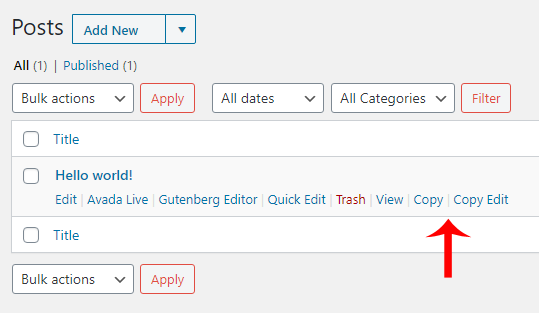 Posts Add New
All (1) | Published (1)
Bulk actions Apply All dates All Categories Filter
Title
Hello world!
Edit | Avada Live | Gutenberg Editor | Quick Edit | Trash | View | Copy | Copy Edit
Title
Bulk actions Apply